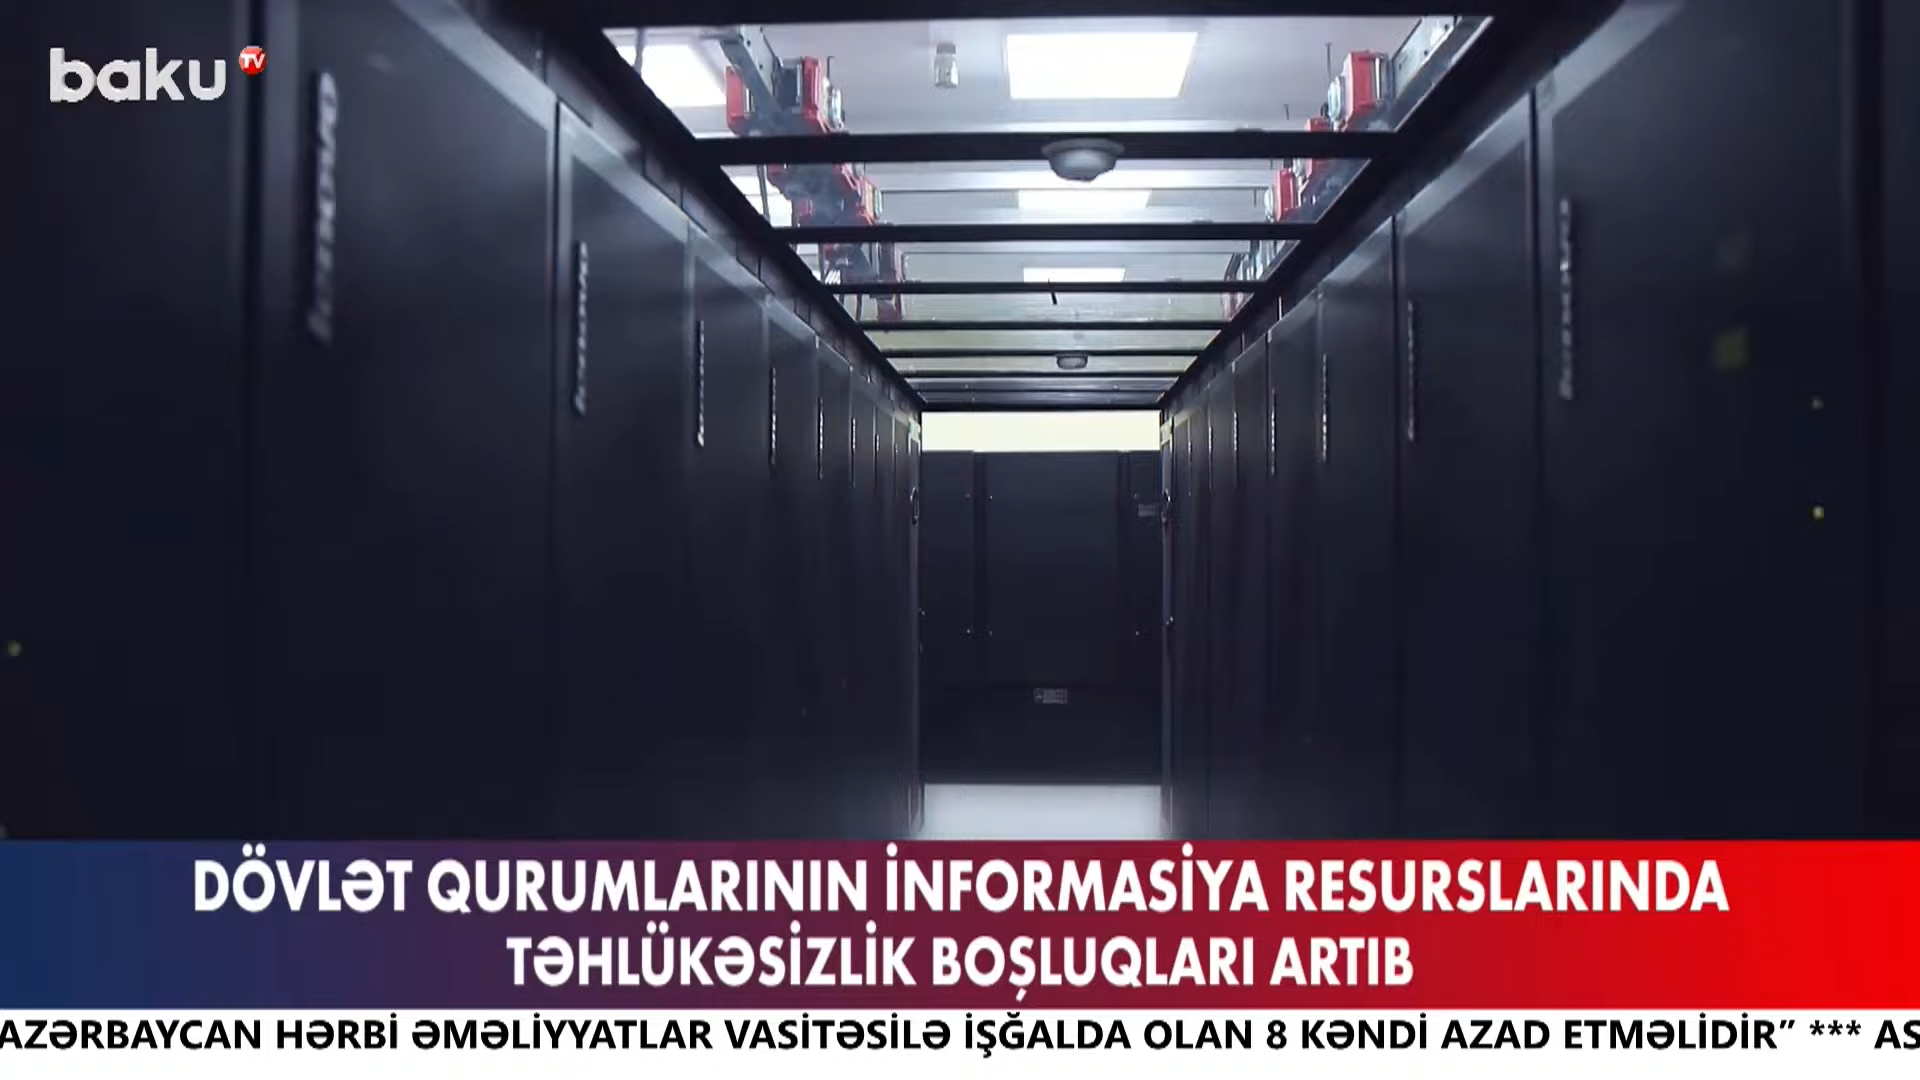 baku TV
DÖVLƏT QURUMLARININ İNFORMASİYA RESURSLARINDA
TƏHLÜKƏSİZLİK BOŞLUQLARI ARTIB
AZƏRBAYCAN HƏRBİ ƏMƏLİYYATLAR VASİTƏSİLƏ İŞĞALDA OLAN 8 KƏNDİ AZAD ETMƏLİDİR” *** AS